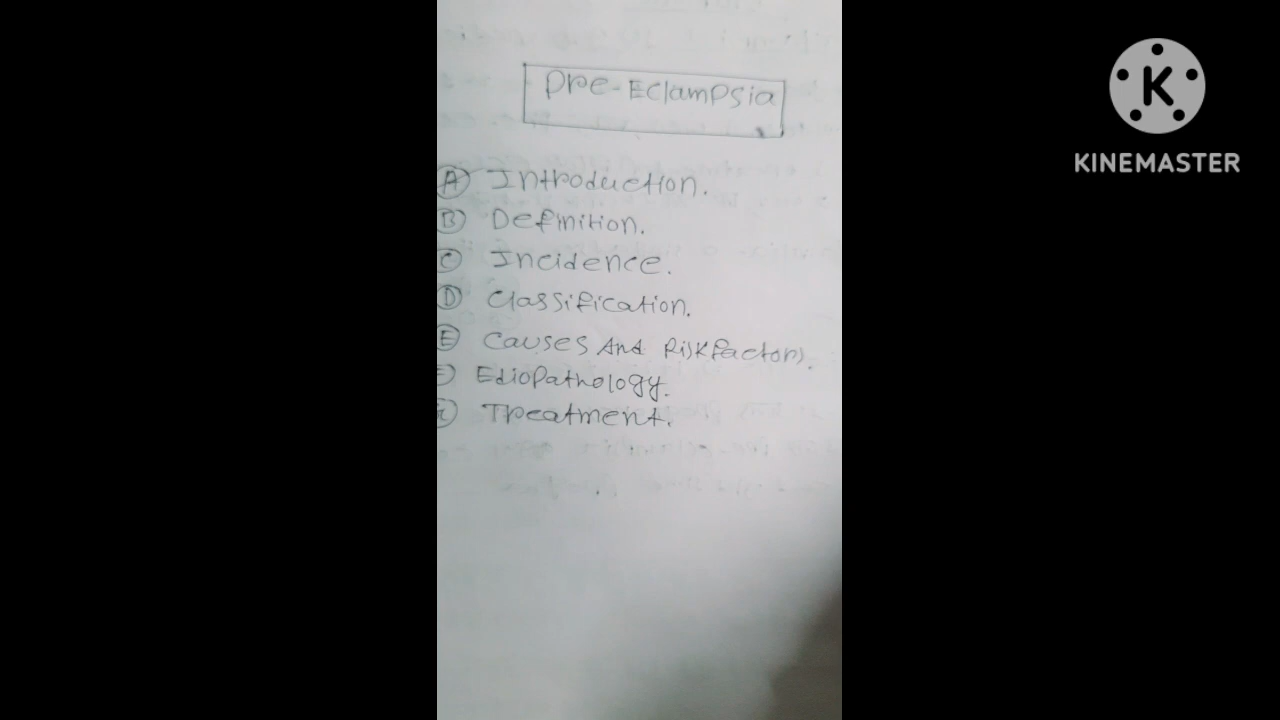 Pre-Eclampsia
A Introduction.
B Definition.
C Incidence.
D Classification.
E Causes And Riskfactors.
F Ediopathology.
G Treatment.
K
KINEMASTER